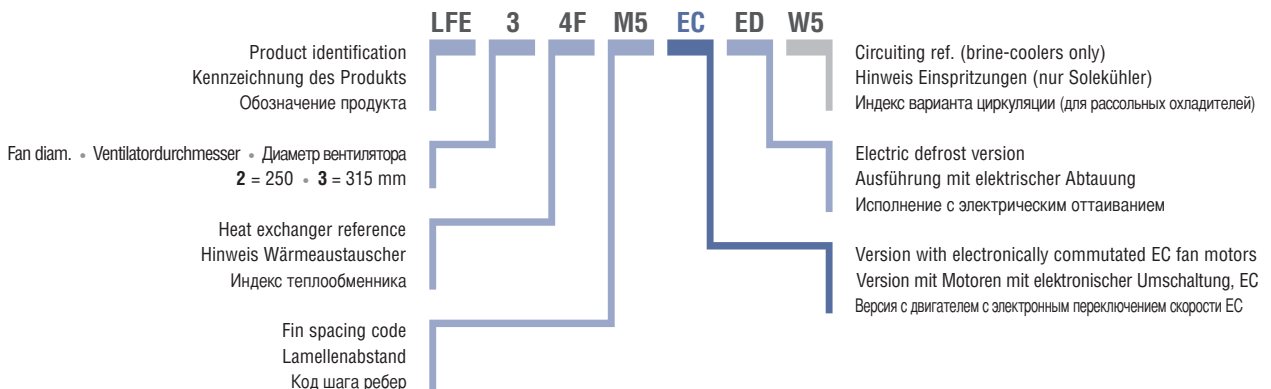 LFE 3 4F M5 EC ED W5
Product identification
Kennzeichnung des Produkts
Обозначение продукта
Fan diam. • Ventilatordurchmesser • Диаметр вентилятора
2 = 250 • 3 = 315 mm
Heat exchanger reference
Hinweis Wärmeaustauscher
Индекс теплообменника
Fin spacing code
Lamellenabstand
Код шага ребер
Circuiting ref. (brine-coolers only)
Hinweis Einspritzungen (nur Solekühler)
Индекс варианта циркуляции (для рассольных охладителей)
Electric defrost version
Ausführung mit elektrischer Abtauung
Исполнение с электрическим оттаиванием
Version with electronically commutated EC fan motors
Version mit Motoren mit elektronischer Umschaltung, EC
Версия с двигателем с электронным переключением скорости EC